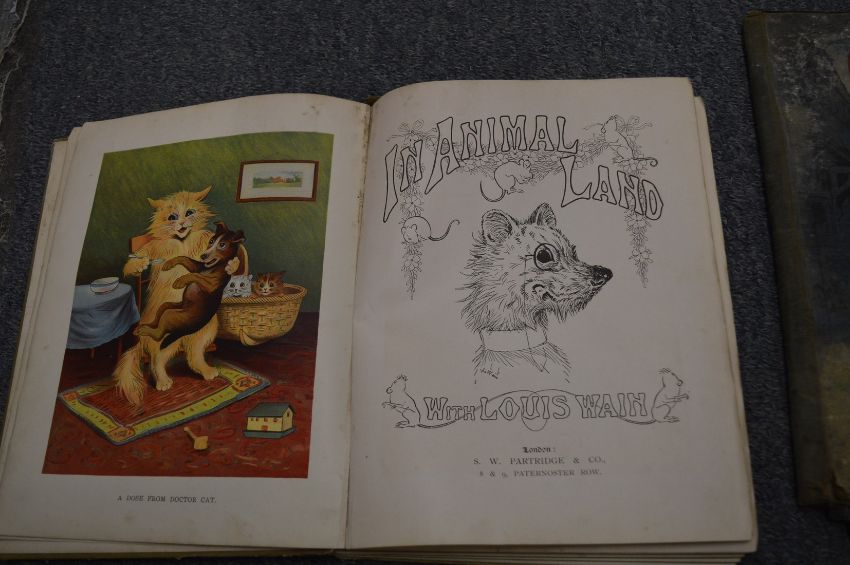 A DOSE FROM DOCTOR CAT.
IN ANIMAL
LAND
WITH LOUIS WAIN
London:
S. W. PARTRIDGE & CO.,
8 & 9, PATERNOSTER ROW.